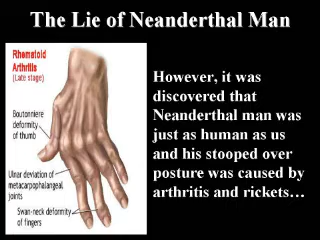 The Lie of Neanderthal Man
Rheumatoid
Arthritis
(Late stage)
Boutonniere
deformity
of thumb
Ulnar deviation of
metacarpophalangeal
joints
Swan-neck deformity
of fingers
However, it was
discovered that
Neanderthal man was
just as human as us
and his stooped over
posture was caused by
arthritis and rickets…